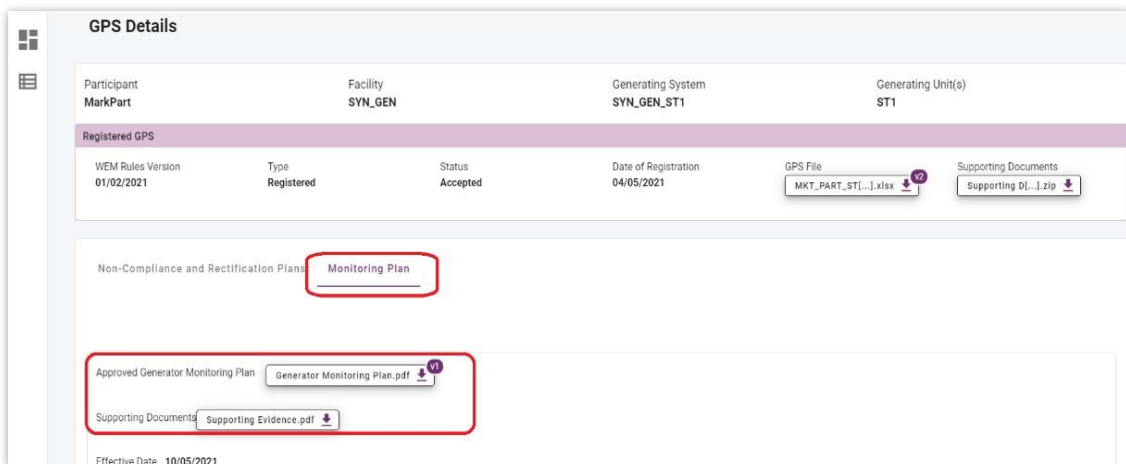 GPS Details
Participant Facility Generating System Generating Unit(s)
MarkPart SYN_GEN SYN_GEN_ST1 ST1
Registered GPS
WEM Rules Version Type Status Date of Registration GPS File Supporting Documents
01/02/2021 Registered Accepted 04/05/2021 MKT_PART_ST[...].xlsx v2 Supporting D[...].zip
Non-Compliance and Rectification Plans Monitoring Plan
Approved Generator Monitoring Plan Generator Monitoring Plan.pdf v1
Supporting Documents Supporting Evidence.pdf
Effective Date 10/05/2021